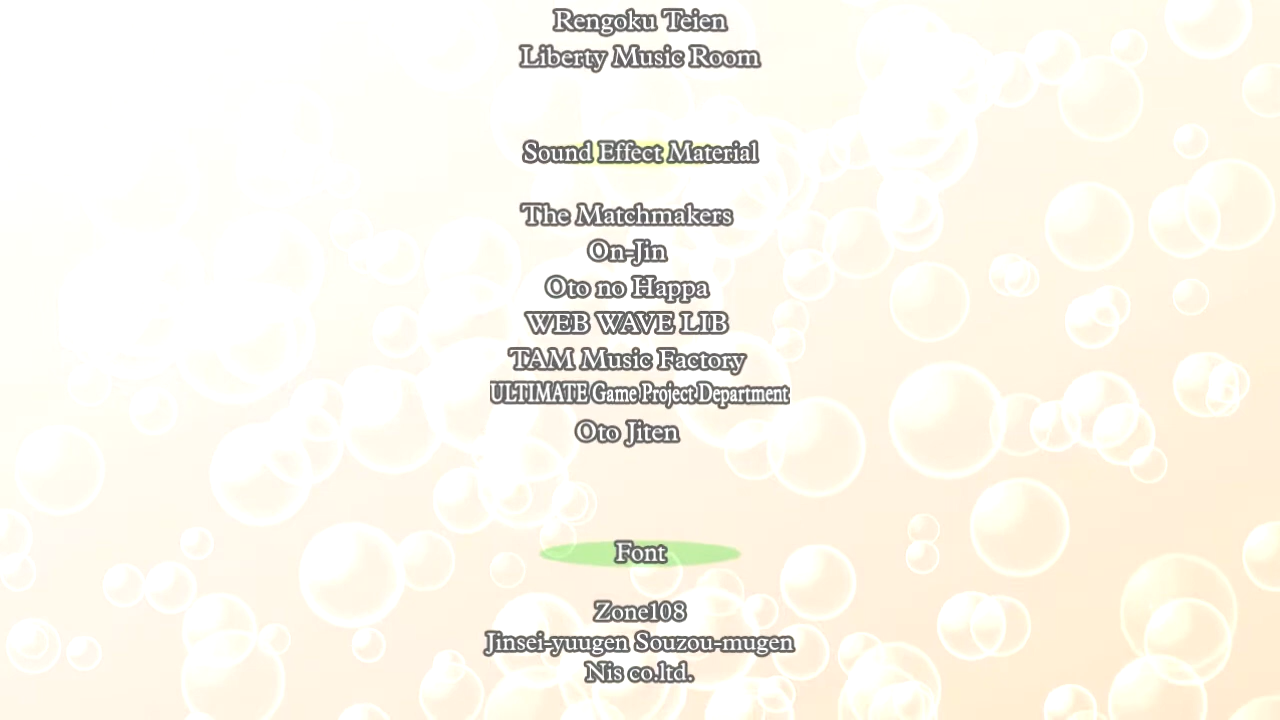 Rengoku Teien
Liberty Music Room
Sound Effect Material
The Matchmakers
On-Jin
Oto no Happa
WEB WAVE LIB
TAM Music Factory
ULTIMATE Game Project Department
Oto Jiten
Font
Zone108
Jinsei-yuugen Souzou-mugen
Nis co.ltd.